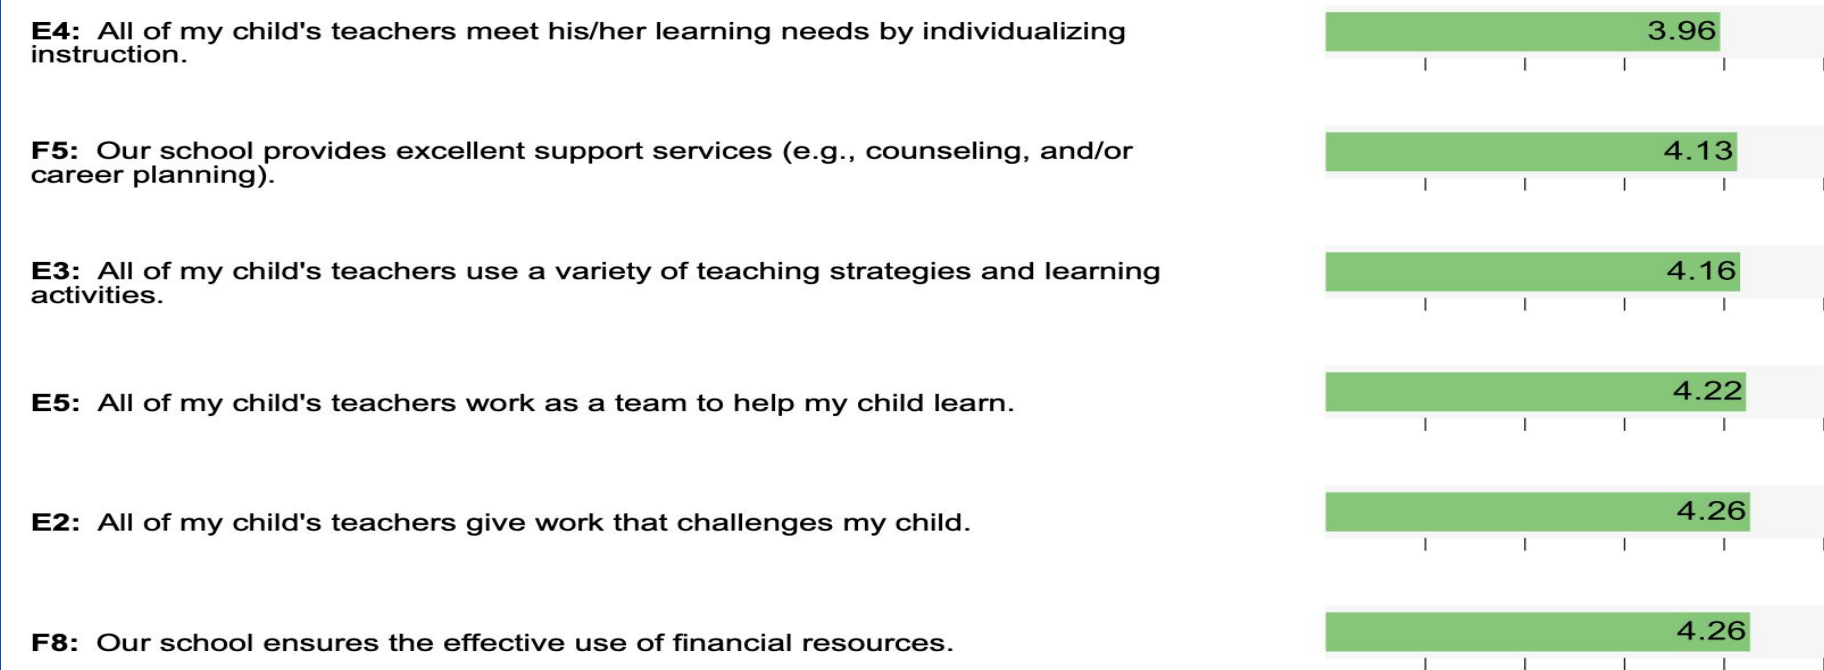 E4: All of my child's teachers meet his/her learning needs by individualizing
instruction.
3.96
F5: Our school provides excellent support services (e.g., counseling, and/or
career planning).
4.13
E3: All of my child's teachers use a variety of teaching strategies and learning
activities.
4.16
E5: All of my child's teachers work as a team to help my child learn.
4.22
E2: All of my child's teachers give work that challenges my child.
4.26
F8: Our school ensures the effective use of financial resources.
4.26